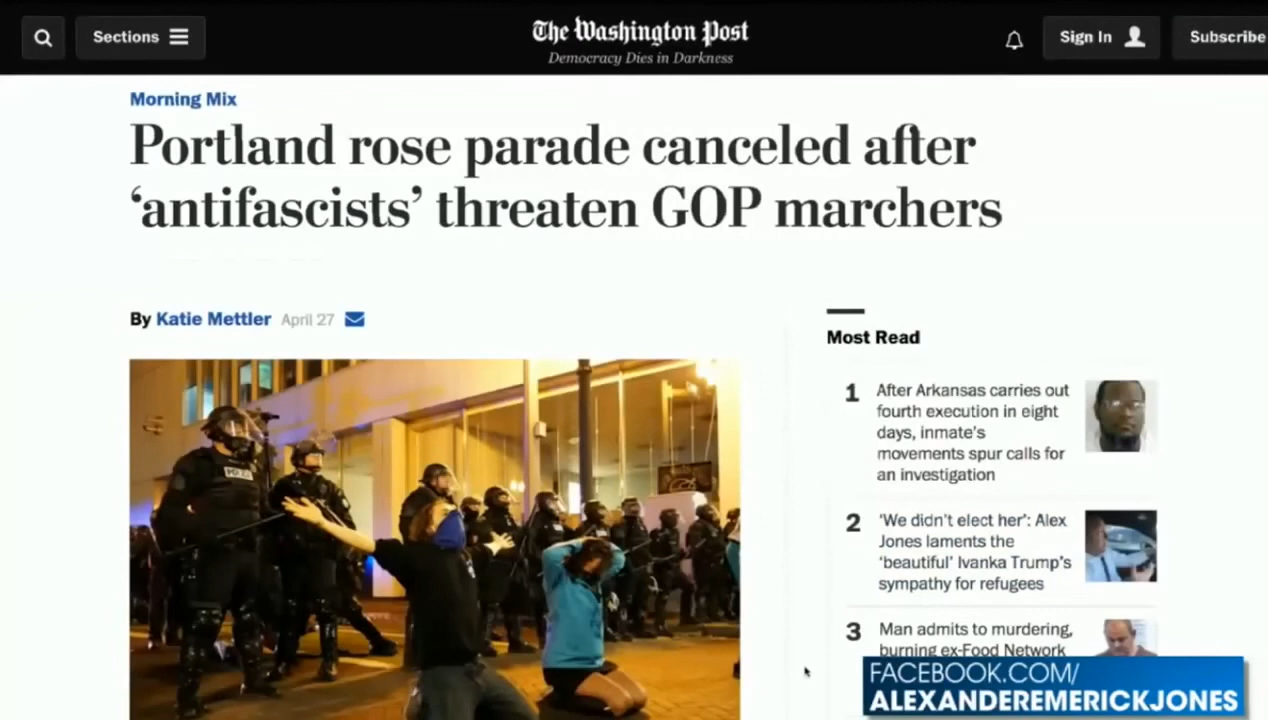 Sections
The Washington Post
Democracy Dies in Darkness
Sign In
Subscribe
Morning Mix
Portland rose parade canceled after
‘antifascists’ threaten GOP marchers
By Katie Mettler April 27
Most Read
1
After Arkansas carries out
fourth execution in eight
days, inmate's
movements spur calls for
an investigation
2
'We didn't elect her': Alex
Jones laments the
'beautiful' Ivanka Trump's
sympathy for refugees
3
Man admits to murdering,
burning ex-Food Network
POLICE
FACEBOOK.COM/
ALEXANDEREMERICKJONES